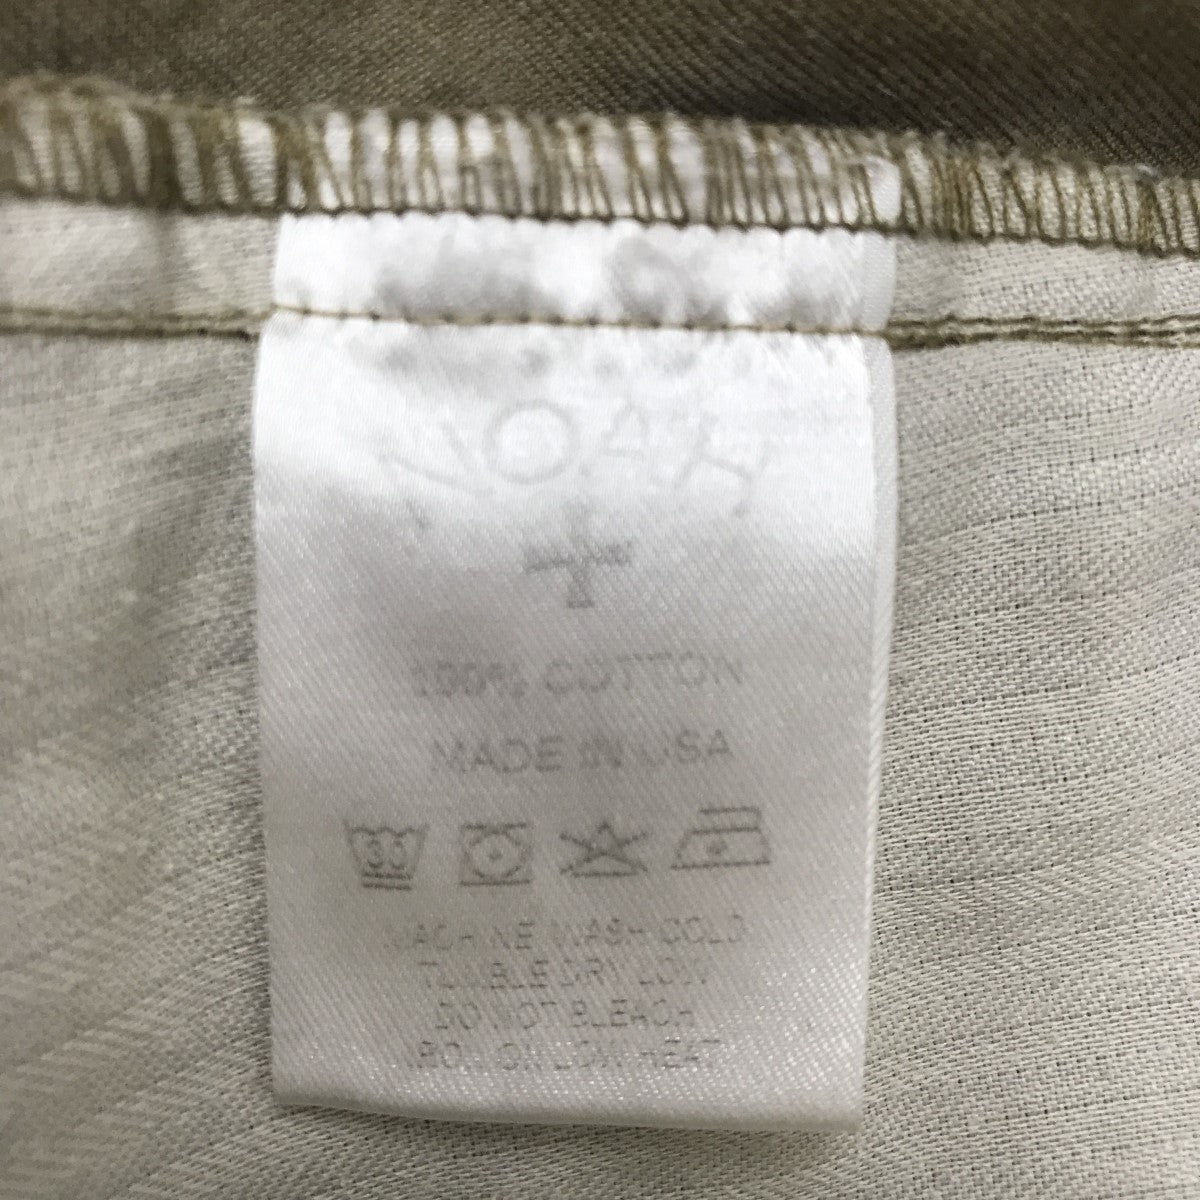 NOAH
100% COTTON
MADE IN USA
30
MACHINE WASH COLD
TUMBLE DRY LOW
DO NOT BLEACH
IRON ON LOW HEAT